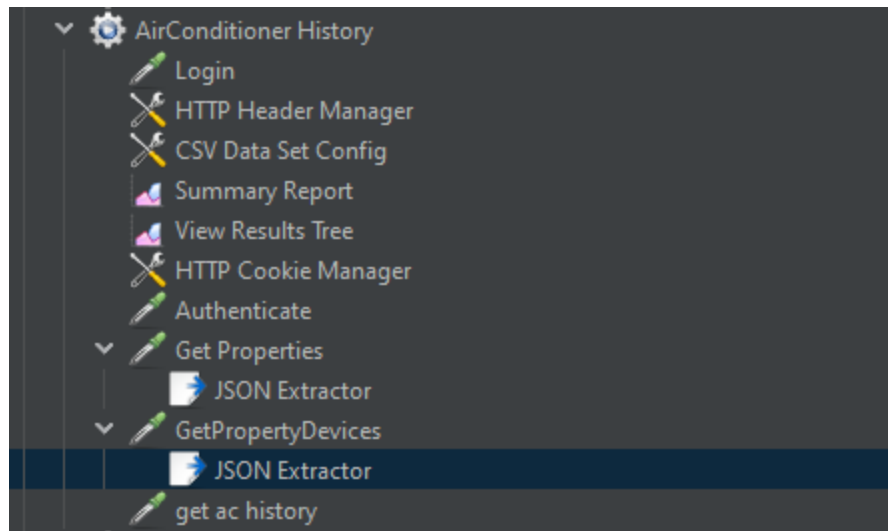 AirConditioner History
Login
HTTP Header Manager
CSV Data Set Config
Summary Report
View Results Tree
HTTP Cookie Manager
Authenticate
Get Properties
JSON Extractor
GetPropertyDevices
JSON Extractor
get ac history